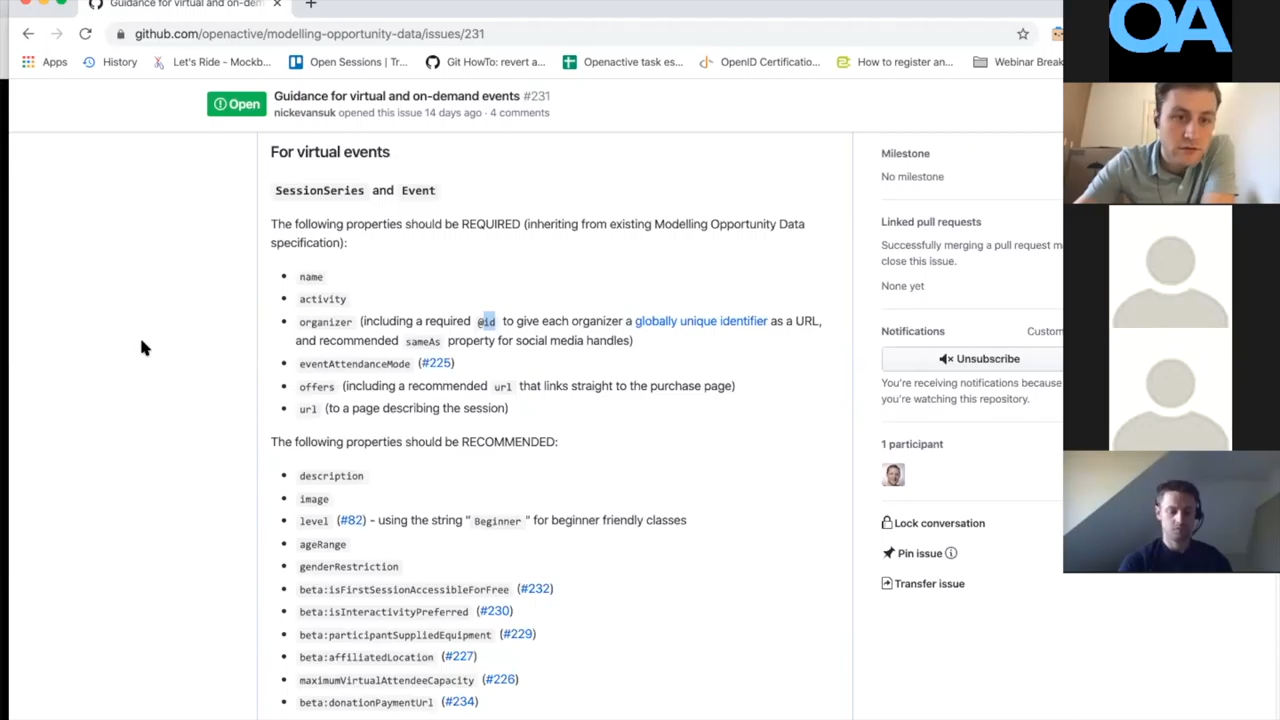 Guidance for virtual and on-dem
github.com/openactive/modelling-opportunity-data/issues/231
Apps History Let's Ride - Mockb... Open Sessions | Tr... Git HowTo: revert a... Openactive task es... OpenID Certificatio... How to register an... Webinar Break
OA
Open Guidance for virtual and on-demand events #231
nickevansuk opened this issue 14 days ago · 4 comments
For virtual events
SessionSeries and Event
The following properties should be REQUIRED (inheriting from existing Modelling Opportunity Data
specification):
• name
• activity
• organizer (including a required @id to give each organizer a globally unique identifier as a URL,
and recommended sameAs property for social media handles)
• eventAttendanceMode (#225)
• offers (including a recommended url that links straight to the purchase page)
• url (to a page describing the session)
The following properties should be RECOMMENDED:
• description
• image
• level (#82) - using the string "Beginner" for beginner friendly classes
• ageRange
• genderRestriction
• beta:isFirstSessionAccessibleForFree (#232)
• beta:isInteractivityPreferred (#230)
• beta:participantSuppliedEquipment (#229)
• beta:affiliatedLocation (#227)
• maximumVirtualAttendeeCapacity (#226)
• beta:donationPaymentUrl (#234)
Milestone
No milestone
Linked pull requests
Successfully merging a pull request m
close this issue.
None yet
Notifications Custom
Unsubscribe
You're receiving notifications because
you're watching this repository.
1 participant
Lock conversation
Pin issue
Transfer issue